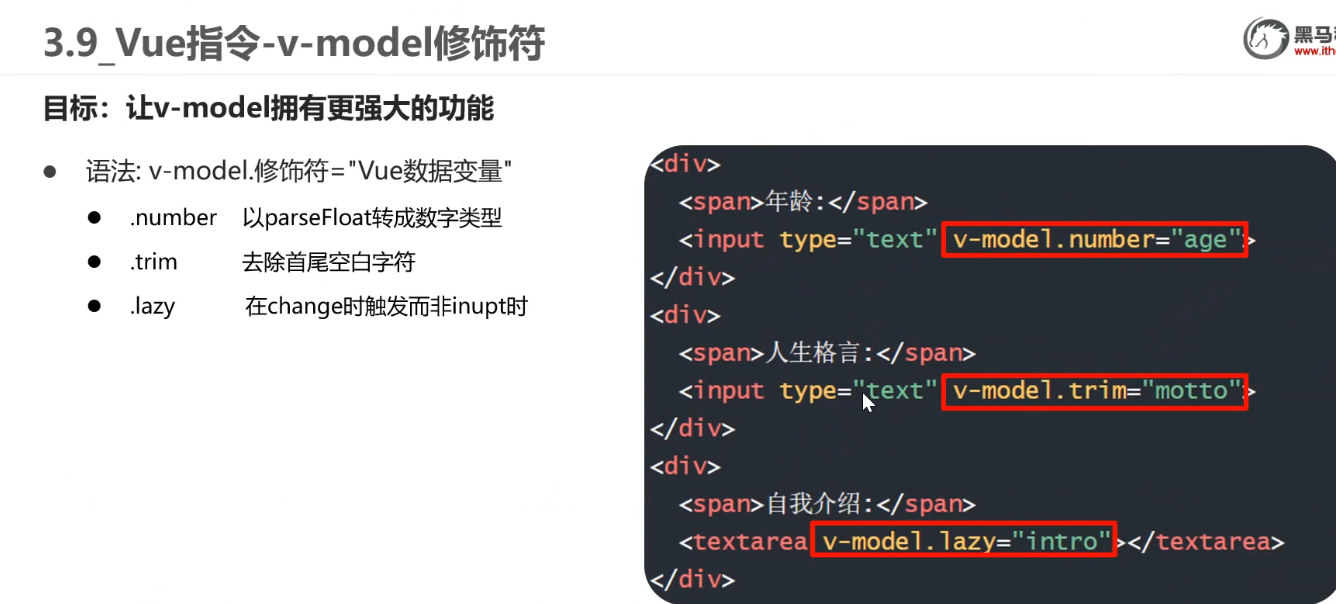 3.9_Vue指令-v-model修饰符
黑马
www.ith
目标：让v-model拥有更强大的功能
语法: v-model.修饰符="Vue数据变量"
.number 以parseFloat转成数字类型
.trim 去除首尾空白字符
.lazy 在change时触发而非inupt时
<div>
<span>年龄:</span>
<input type="text" v-model.number="age">
</div>
<div>
<span>人生格言:</span>
<input type="text" v-model.trim="motto">
</div>
<div>
<span>自我介绍:</span>
<textarea v-model.lazy="intro"></textarea>
</div>